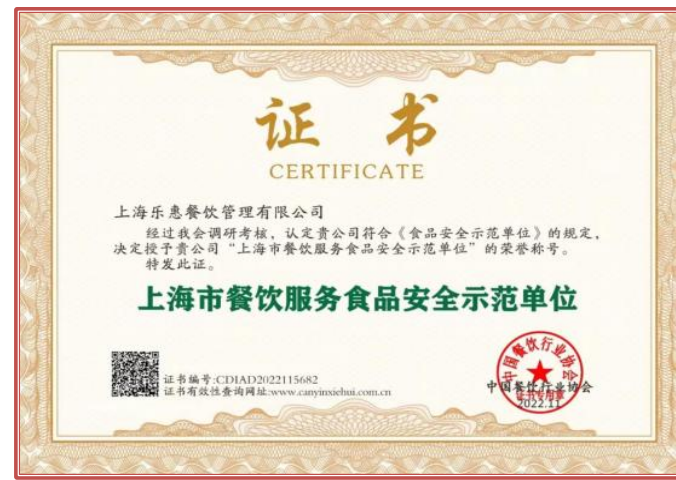 证 书
CERTIFICATE
上海乐惠餐饮管理有限公司
经过我会调研考核，认定贵公司符合《食品安全示范单位》的规定，
决定授予贵公司“上海市餐饮服务食品安全示范单位”的荣誉称号。
特发此证。
上海市餐饮服务食品安全示范单位
证书编号:CDIAD2022115682
证书有效性查询网址:www.canyinxiehui.com.cn
中国餐饮行业协会
证书专用章
中国餐饮行业协会
2022.11